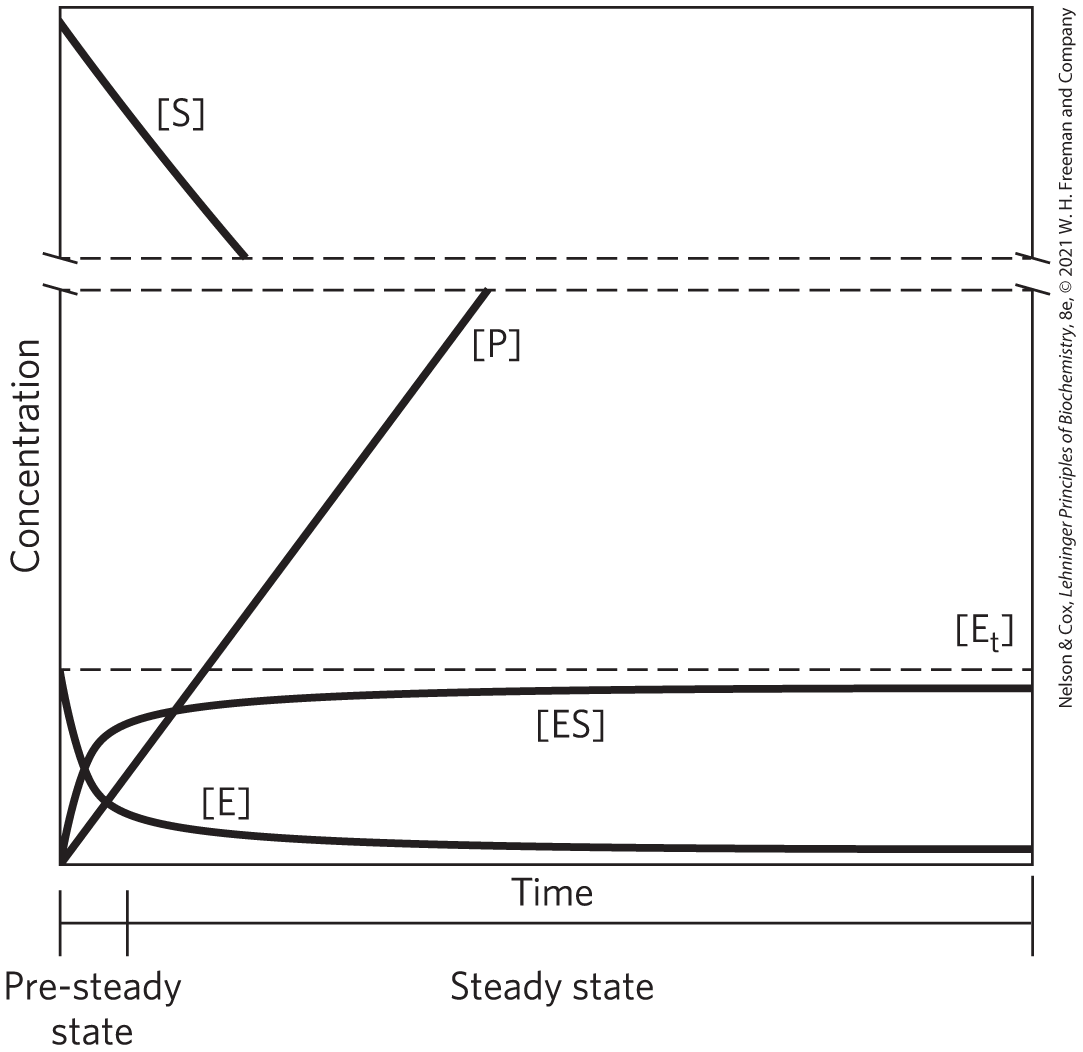 [S]
[P]
Concentration
[Et]
[ES]
[E]
Time
Pre-steady
state
Steady state
Nelson & Cox, Lehninger Principles of Biochemistry, 8e, © 2021 W. H. Freeman and Company